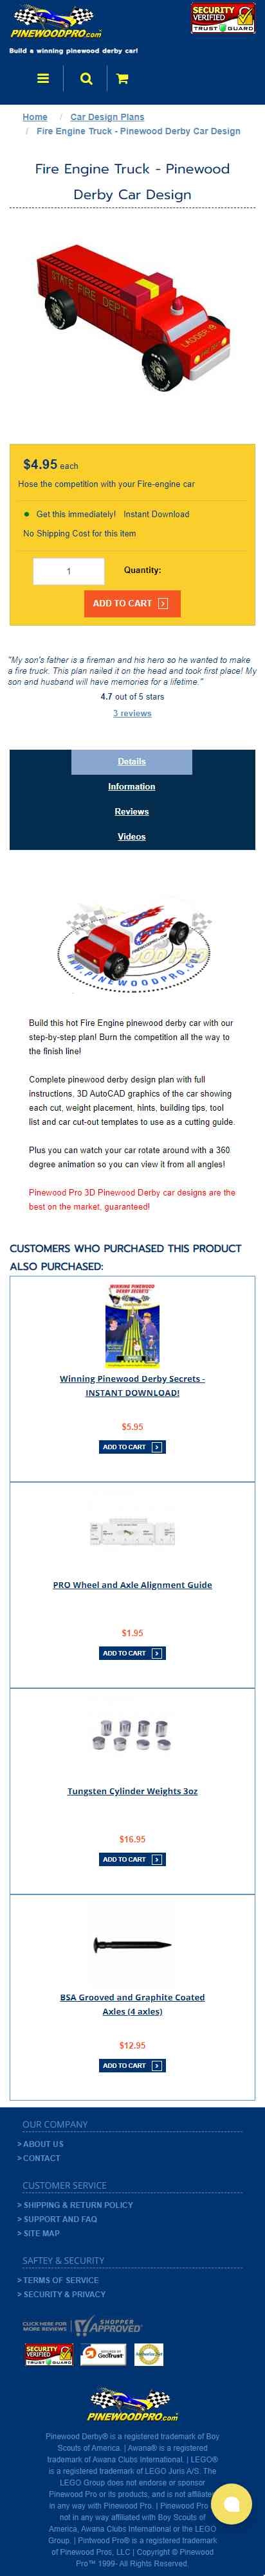 PINEWOODPRO.COM
Build a winning pinewood derby car!
SECURITY
VERIFIED
TRUST GUARD
Home / Car Design Plans
/ Fire Engine Truck - Pinewood Derby Car Design
Fire Engine Truck - Pinewood
Derby Car Design
STATE FIRE DEPT.
LADDER 9
$4.95 each
Hose the competition with your Fire-engine car
Get this immediately! Instant Download
No Shipping Cost for this item
1 Quantity:
ADD TO CART
"My son's father is a fireman and his hero so he wanted to make
a fire truck. This plan nailed it on the head and took first place! My
son and husband will have memories for a lifetime."
4.7 out of 5 stars
3 reviews
Details
Information
Reviews
Videos
WWW.PINEWOODPRO.COM
Build this hot Fire Engine pinewood derby car with our
step-by-step plan! Burn the competition all the way to
the finish line!
Complete pinewood derby design plan with full
instructions, 3D AutoCAD graphics of the car showing
each cut, weight placement, hints, building tips, tool
list and car cut-out templates to use as a cutting guide.
Plus you can watch your car rotate around with a 360
degree animation so you can view it from all angles!
Pinewood Pro 3D Pinewood Derby car designs are the
best on the market, guaranteed!
CUSTOMERS WHO PURCHASED THIS PRODUCT
ALSO PURCHASED:
WINNING PINEWOOD
DERBY SECRETS
Winning Pinewood Derby Secrets -
INSTANT DOWNLOAD!
$5.95
ADD TO CART
PRO Wheel and Axle Alignment Guide
$1.95
ADD TO CART
Tungsten Cylinder Weights 3oz
$16.95
ADD TO CART
BSA Grooved and Graphite Coated
Axles (4 axles)
$12.95
ADD TO CART
OUR COMPANY
> ABOUT US
> CONTACT
CUSTOMER SERVICE
> SHIPPING & RETURN POLICY
> SUPPORT AND FAQ
> SITE MAP
SAFTEY & SECURITY
> TERMS OF SERVICE
> SECURITY & PRIVACY
CLICK HERE FOR
MORE REVIEWS
SHOPPER
APPROVED
SECURITY
VERIFIED
TRUST GUARD
GeoTrust
PINEWOODPRO.COM
Pinewood Derby® is a registered trademark of Boy
Scouts of America. | Awana® is a registered
trademark of Awana Clubs International. | LEGO®
is a registered trademark of LEGO Juris A/S. The
LEGO Group does not endorse or sponsor
Pinewood Pro or its products, and is not affiliated
in any way with Pinewood Pro. | Pinewood Pro is
not in any way affiliated with Boy Scouts of
America, Awana Clubs International or the LEGO
Group. | Pintwood Pro® is a registered trademark
of Pinewood Pros, LLC | Copyright © Pinewood
Pro™ 1999- All Rights Reserved.